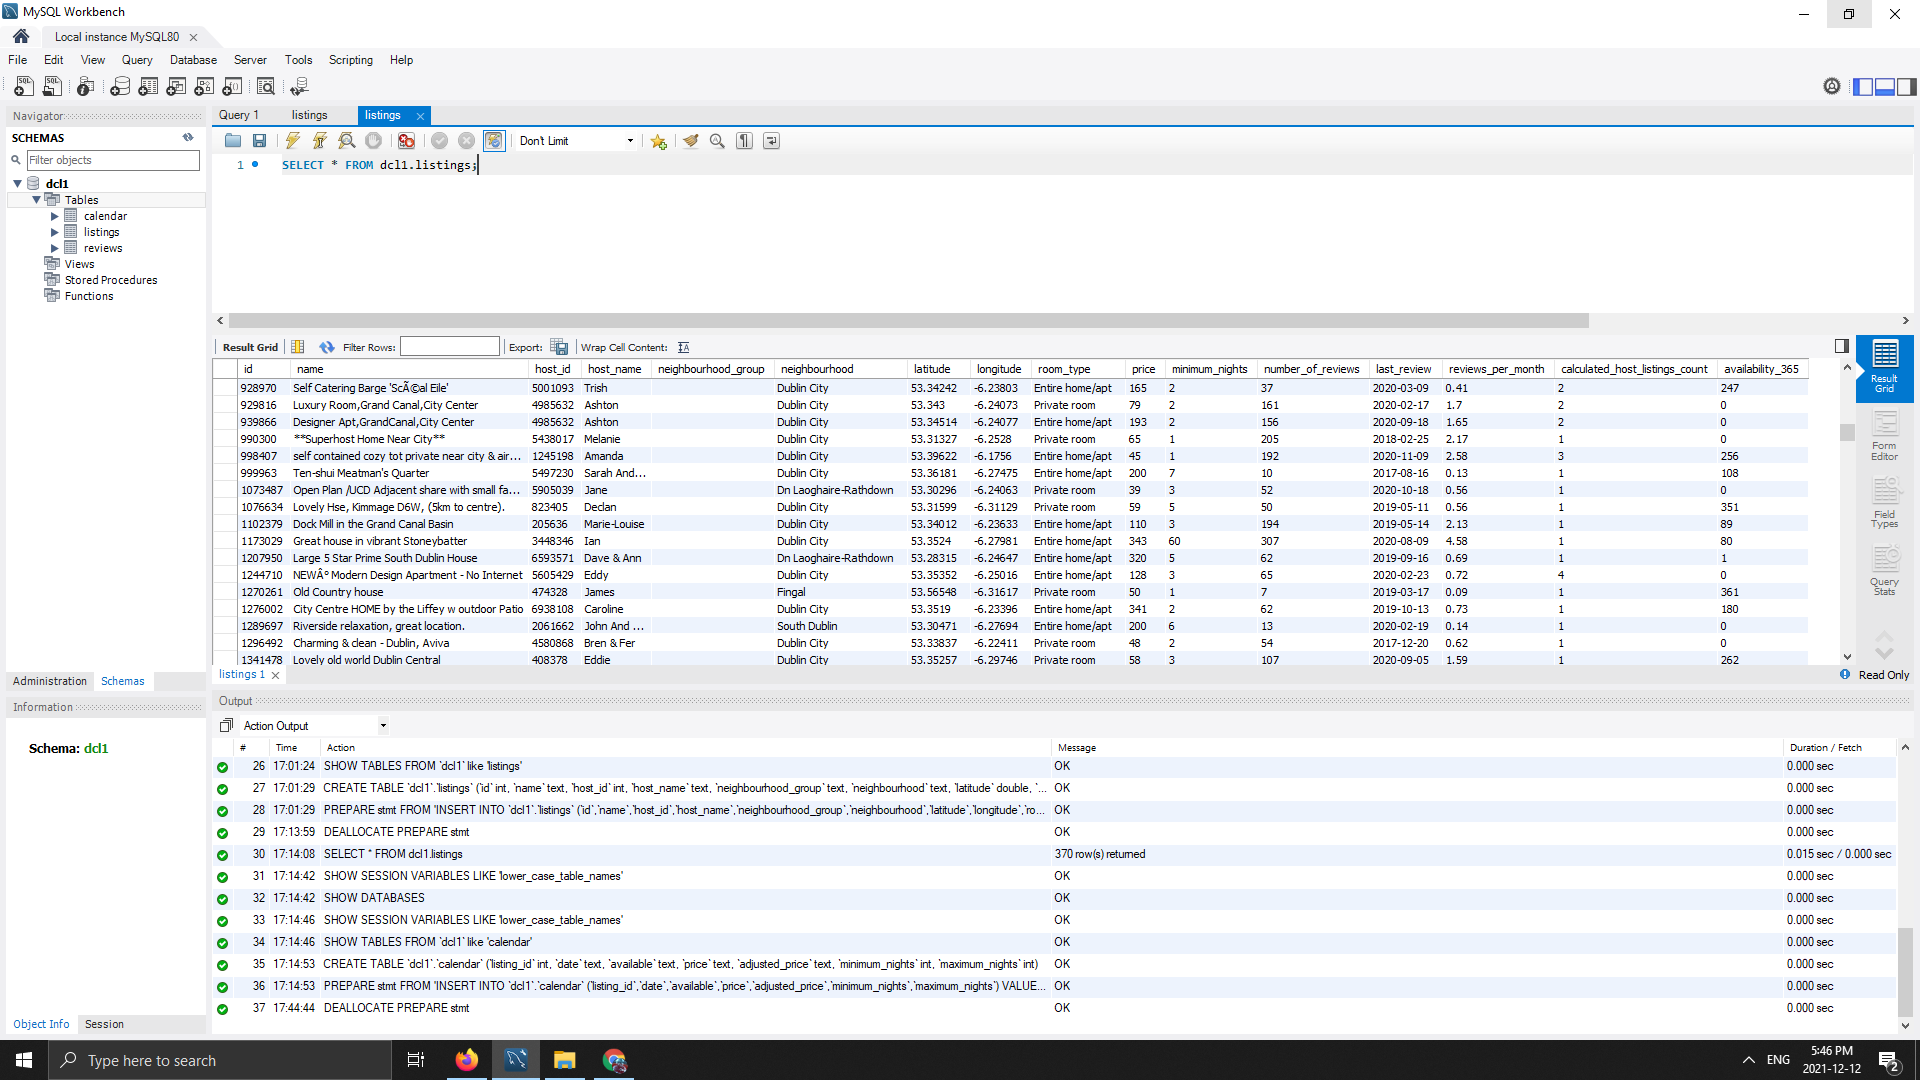 MySQL Workbench
Local instance MySQL80
File Edit View Query Database Server Tools Scripting Help
Navigator
SCHEMAS
Filter objects
dcl1
Tables
calendar
listings
reviews
Views
Stored Procedures
Functions
Administration Schemas
Information
Schema: dcl1
Object Info Session
Query 1 listings listings
Don't Limit
1 SELECT * FROM dcl1.listings;
Result Grid Filter Rows: Export: Wrap Cell Content:
id name host_id host_name neighbourhood_group neighbourhood latitude longitude room_type price minimum_nights number_of_reviews last_review reviews_per_month calculated_host_listings_count availability_365
928970 Self Catering Barge 'ScÃ©al Eile' 5001093 Trish Dublin City 53.34242 -6.23803 Entire home/apt 165 2 37 2020-03-09 0.41 2 247
929816 Luxury Room,Grand Canal,City Center 4985632 Ashton Dublin City 53.343 -6.24073 Private room 79 2 161 2020-02-17 1.7 2 0
939866 Designer Apt,GrandCanal,City Center 4985632 Ashton Dublin City 53.34514 -6.24077 Entire home/apt 193 2 156 2020-09-18 1.65 2 0
990300 **Superhost Home Near City** 5438017 Melanie Dublin City 53.31327 -6.2528 Private room 65 1 205 2018-02-25 2.17 1 0
998407 self contained cozy tot private near city & air... 1245198 Amanda Dublin City 53.39622 -6.1756 Entire home/apt 45 1 192 2020-11-09 2.58 3 256
999963 Ten-shui Meatman's Quarter 5497230 Sarah And... Dublin City 53.36181 -6.27475 Entire home/apt 200 7 10 2017-08-16 0.13 1 108
1073487 Open Plan /UCD Adjacent share with small fa... 5905039 Jane Dn Laoghaire-Rathdown 53.30296 -6.24063 Private room 39 3 52 2020-10-18 0.56 1 0
1076634 Lovely Hse, Kimmage D6W, (5km to centre). 823405 Declan Dublin City 53.31599 -6.31129 Private room 59 5 50 2019-05-11 0.56 1 351
1102379 Dock Mill in the Grand Canal Basin 205636 Marie-Louise Dublin City 53.34012 -6.23633 Entire home/apt 110 3 194 2019-05-14 2.13 1 89
1173029 Great house in vibrant Stoneybatter 3448346 Ian Dublin City 53.3524 -6.27981 Entire home/apt 343 60 307 2020-08-09 4.58 1 80
1207950 Large 5 Star Prime South Dublin House 6593571 Dave & Ann Dn Laoghaire-Rathdown 53.28315 -6.24647 Entire home/apt 320 5 62 2019-09-16 0.69 1 1
1244710 NEWÂº Modern Design Apartment - No Internet 5605429 Eddy Dublin City 53.35352 -6.25016 Entire home/apt 128 3 65 2020-02-23 0.72 4 0
1270261 Old Country house 474328 James Fingal 53.56548 -6.31617 Private room 50 1 7 2019-03-17 0.09 1 361
1276002 City Centre HOME by the Liffey w outdoor Patio 6938108 Caroline Dublin City 53.3519 -6.23396 Entire home/apt 341 2 62 2019-10-13 0.73 1 180
1289697 Riverside relaxation, great location. 2061662 John And ... South Dublin 53.30471 -6.27694 Entire home/apt 200 6 13 2020-02-19 0.14 1 0
1296492 Charming & clean - Dublin, Aviva 4580868 Bren & Fer Dublin City 53.33837 -6.22411 Private room 48 2 54 2017-12-20 0.62 1 0
1341478 Lovely old world Dublin Central 408378 Eddie Dublin City 53.35257 -6.29746 Private room 58 3 107 2020-09-05 1.59 1 262
Result Grid
Form Editor
Field Types
Query Stats
listings 1 Read Only
Output
Action Output
# Time Action Message Duration / Fetch
26 17:01:24 SHOW TABLES FROM `dcl1` like 'listings' OK 0.000 sec
27 17:01:29 CREATE TABLE `dcl1`.`listings` (`id` int, `name` text, `host_id` int, `host_name` text, `neighbourhood_group` text, `neighbourhood` text, `latitude` double, `... OK 0.000 sec
28 17:01:29 PREPARE stmt FROM 'INSERT INTO `dcl1`.`listings` (`id`,`name`,`host_id`,`host_name`,`neighbourhood_group`,`neighbourhood`,`latitude`,`longitude`,`ro... OK 0.000 sec
29 17:13:59 DEALLOCATE PREPARE stmt OK 0.000 sec
30 17:14:08 SELECT * FROM dcl1.listings 370 row(s) returned 0.015 sec / 0.000 sec
31 17:14:42 SHOW SESSION VARIABLES LIKE 'lower_case_table_names' OK 0.000 sec
32 17:14:42 SHOW DATABASES OK 0.000 sec
33 17:14:46 SHOW SESSION VARIABLES LIKE 'lower_case_table_names' OK 0.000 sec
34 17:14:46 SHOW TABLES FROM `dcl1` like 'calendar' OK 0.000 sec
35 17:14:53 CREATE TABLE `dcl1`.`calendar` (`listing_id` int, `date` text, `available` text, `price` text, `adjusted_price` text, `minimum_nights` int, `maximum_nights` int) OK 0.000 sec
36 17:14:53 PREPARE stmt FROM 'INSERT INTO `dcl1`.`calendar` (`listing_id`,`date`,`available`,`price`,`adjusted_price`,`minimum_nights`,`maximum_nights`) VALUE... OK 0.000 sec
37 17:44:44 DEALLOCATE PREPARE stmt OK 0.000 sec
Type here to search
ENG
5:46 PM
2021-12-12
2